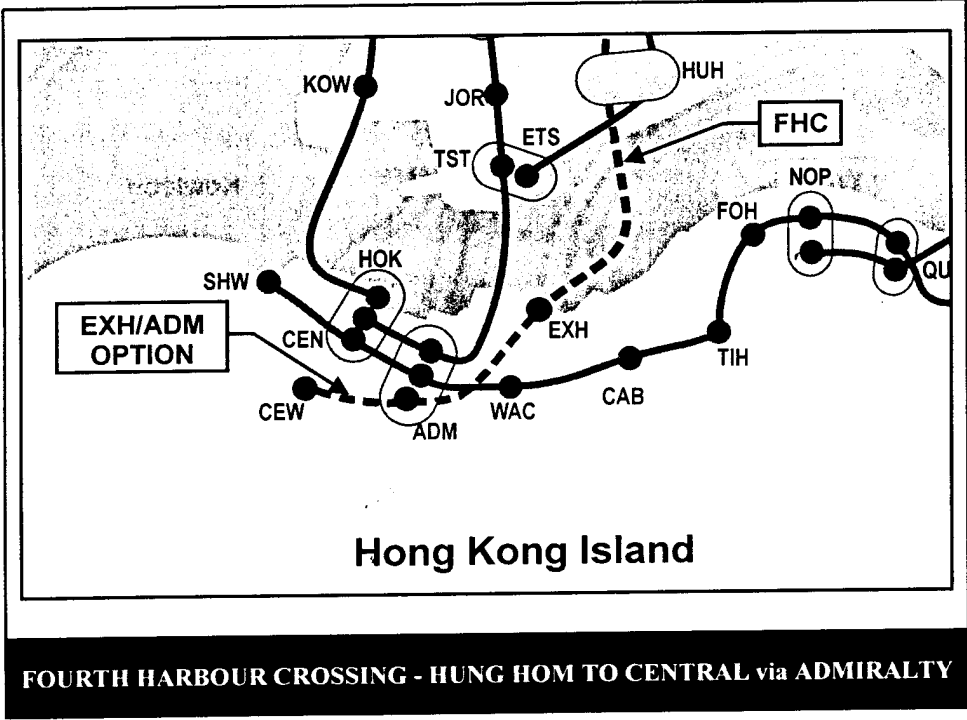 KOW
JOR
HUH
ETS
TST
FHC
NOP
FOH
HOK
SHW
QU
EXH/ADM
OPTION
CEN
EXH
TIH
CEW
WAC
CAB
ADM
Hong Kong Island
FOURTH HARBOUR CROSSING - HUNG HOM TO CENTRAL via ADMIRALTY